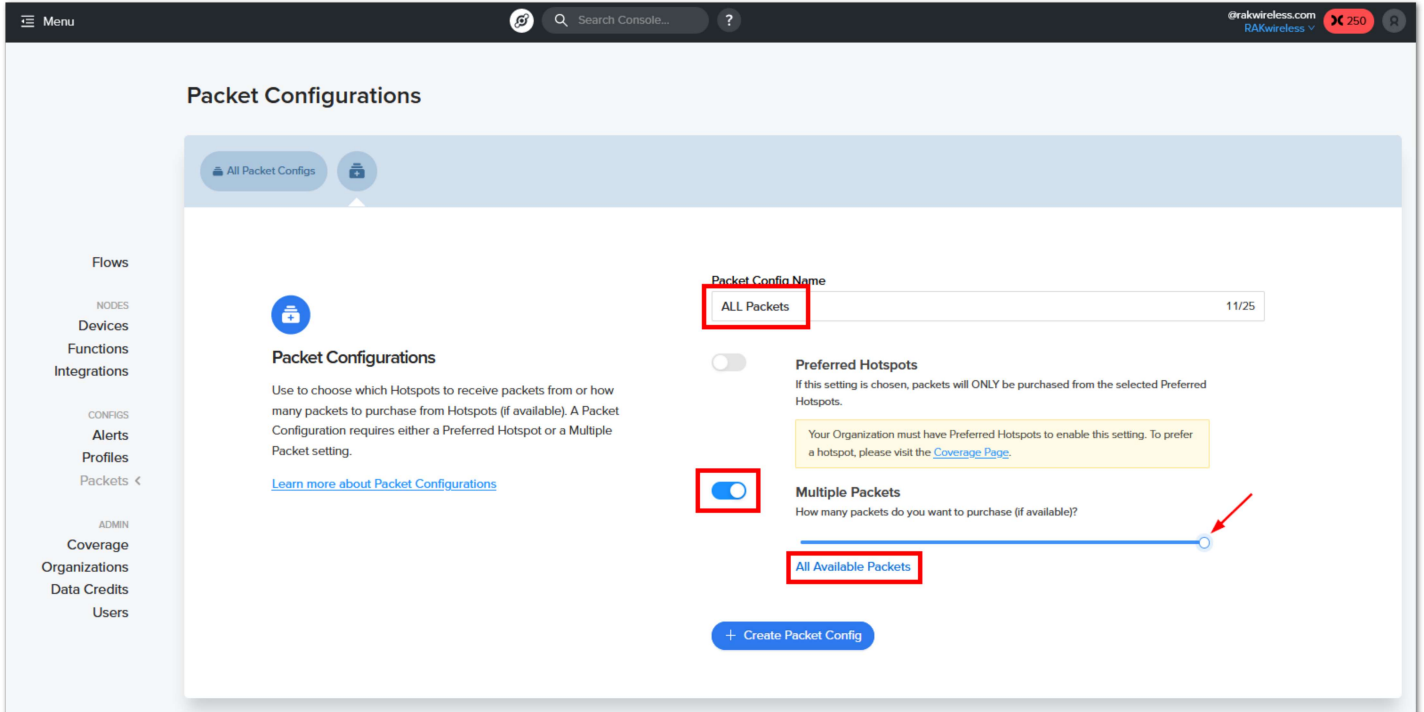 Menu
Search Console...
?
@rakwireless.com
RAKwireless
250
Packet Configurations
All Packet Configs
Flows
NODES
Devices
Functions
Integrations
CONFIGS
Alerts
Profiles
Packets
ADMIN
Coverage
Organizations
Data Credits
Users
Packet Configurations
Use to choose which Hotspots to receive packets from or how
many packets to purchase from Hotspots (if available). A Packet
Configuration requires either a Preferred Hotspot or a Multiple
Packet setting.
Learn more about Packet Configurations
Packet Config Name
ALL Packets 11/25
Preferred Hotspots
If this setting is chosen, packets will ONLY be purchased from the selected Preferred
Hotspots.
Your Organization must have Preferred Hotspots to enable this setting. To prefer
a hotspot, please visit the Coverage Page.
Multiple Packets
How many packets do you want to purchase (if available)?
All Available Packets
+ Create Packet Config